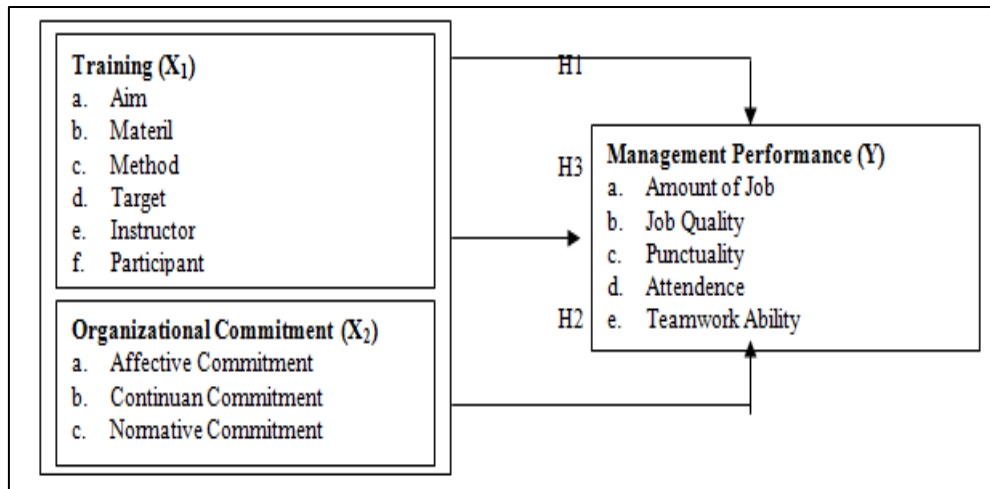 Training (X1)
a. Aim
b. Materil
c. Method
d. Target
e. Instructor
f. Participant
Organizational Commitment (X2)
a. Affective Commitment
b. Continuan Commitment
c. Normative Commitment
H1
H3
H2
Management Performance (Y)
a. Amount of Job
b. Job Quality
c. Punctuality
d. Attendence
e. Teamwork Ability